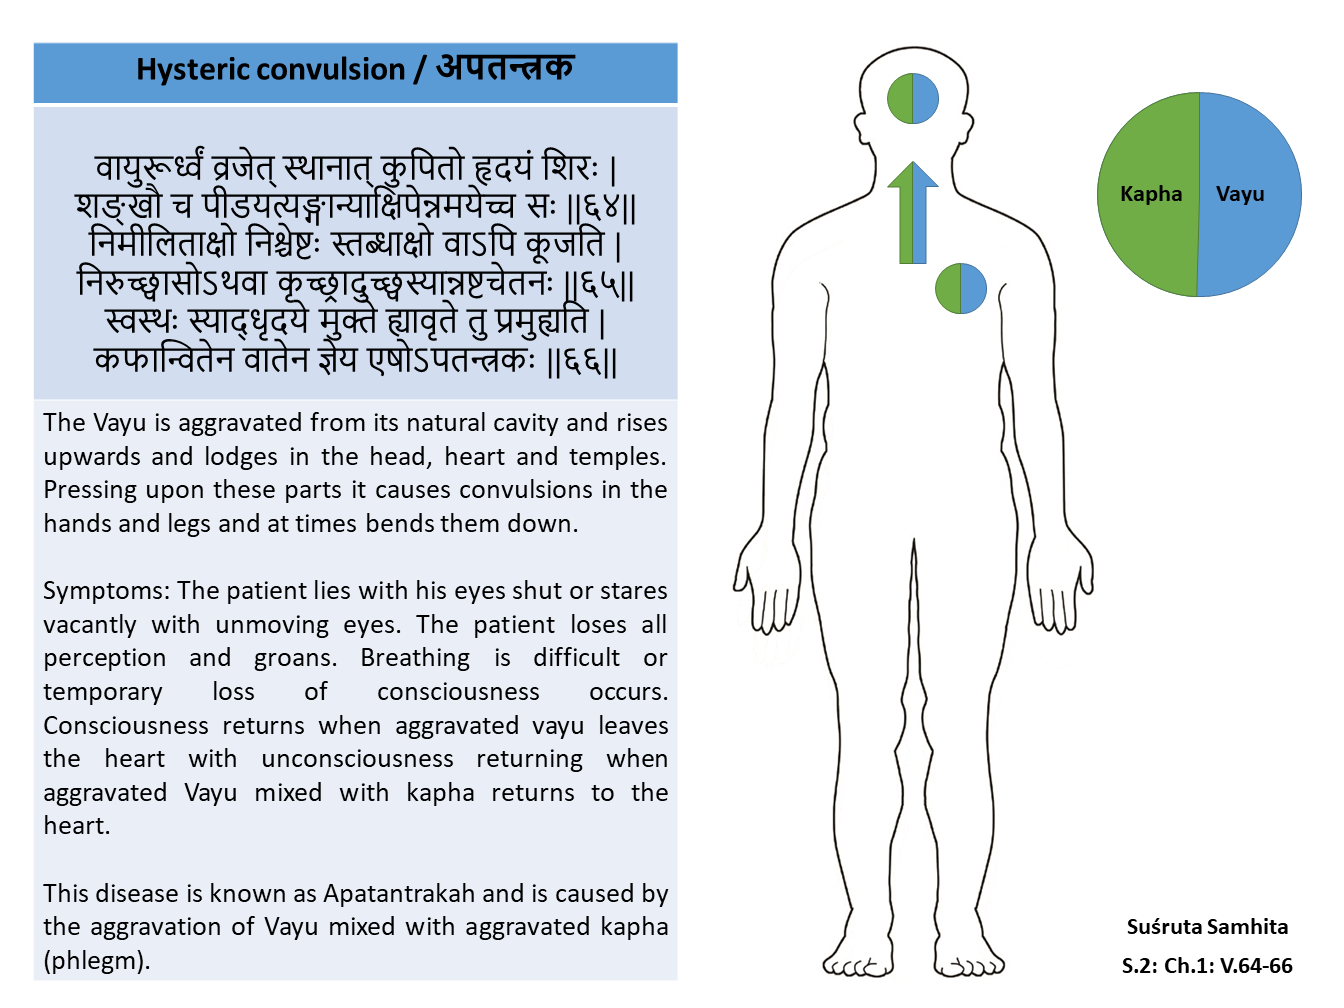 Hysteric convulsion / अपतन्त्रक
वायुरूर्ध्वं व्रजेत् स्थानात् कुपितो हृदयं शिरः |
शङ्खौ च पीडयत्यङ्गान्याक्षिपेन्नमयेच्च सः ||६४||
निमीलिताक्षो निश्चेष्टः स्तब्धाक्षो वाऽपि कूजति |
निरुच्छ्वासोऽथवा कृच्छ्रादुच्छ्वस्यान्नष्टचेतनः ||६५||
स्वस्थः स्याद्धृदये मुक्ते ह्यावृते तु प्रमुह्यति |
कफान्वितेन वातेन ज्ञेय एषोऽपतन्त्रकः ||६६||
The Vayu is aggravated from its natural cavity and rises
upwards and lodges in the head, heart and temples.
Pressing upon these parts it causes convulsions in the
hands and legs and at times bends them down.
Symptoms: The patient lies with his eyes shut or stares
vacantly with unmoving eyes. The patient loses all
perception and groans. Breathing is difficult or
temporary loss of consciousness occurs.
Consciousness returns when aggravated vayu leaves
the heart with unconsciousness returning when
aggravated Vayu mixed with kapha returns to the
heart.
This disease is known as Apatantrakah and is caused by
the aggravation of Vayu mixed with aggravated kapha
(phlegm).
Kapha Vayu
Suśruta Samhita
S.2: Ch.1: V.64-66